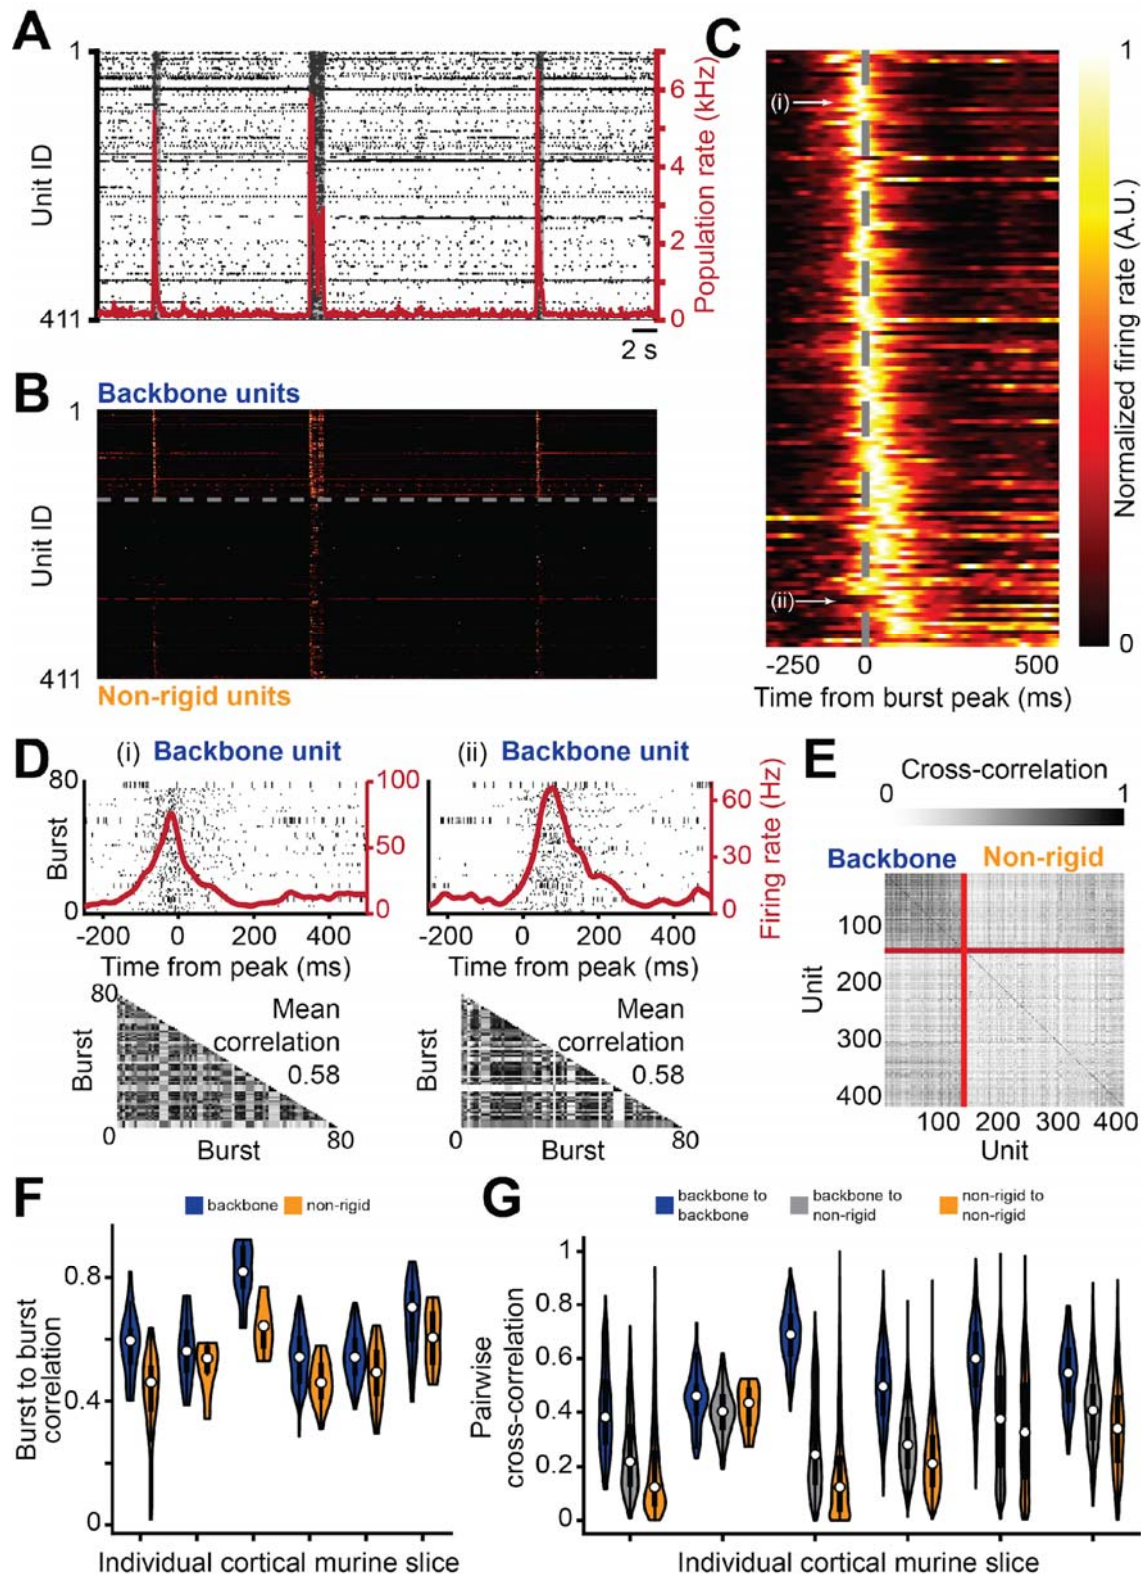 A
1
Unit ID
411
6
4
2
0
Population rate (kHz)
2 s
B
Backbone units
1
Unit ID
411
Non-rigid units
C
(i)
(ii)
-250 0 500
Time from burst peak (ms)
1
0
Normalized firing rate (A.U.)
D
(i) Backbone unit
80
Burst
0
100
50
0
-200 0 200 400
Time from peak (ms)
(ii) Backbone unit
60
30
0
Firing rate (Hz)
-200 0 200 400
Time from peak (ms)
80
Burst
Mean
correlation
0.58
0 80
Burst
Burst
Mean
correlation
0.58
0 80
Burst
E
Cross-correlation
0 1
Backbone Non-rigid
100
200
300
400
Unit
100 200 300 400
Unit
F
backbone non-rigid
0.8
0.4
0
Burst to burst
correlation
Individual cortical murine slice
G
backbone to
backbone
backbone to
non-rigid
non-rigid to
non-rigid
1
0.8
0.6
0.4
0.2
0
Pairwise
cross-correlation
Individual cortical murine slice